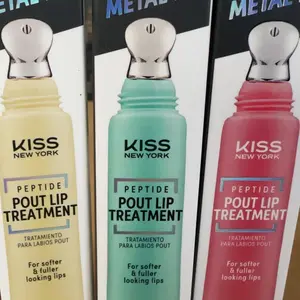 METAL
METAL
KISS
NEW YORK
PEPTIDE
POUT LIP
TREATMENT
TRATAMIENTO
PARA LABIOS POUT
For softer
& fuller
looking lips
KISS
NEW YORK
PEPTIDE
POUT LIP
TREATMENT
TRATAMIENTO
PARA LABIOS POUT
For softer
& fuller
looking lips
KISS
NEW YORK
PEPTIDE
POUT LIP
TREATMENT
TRATAMIENTO
PARA LABIOS POUT
For softer
& fuller
looking lips